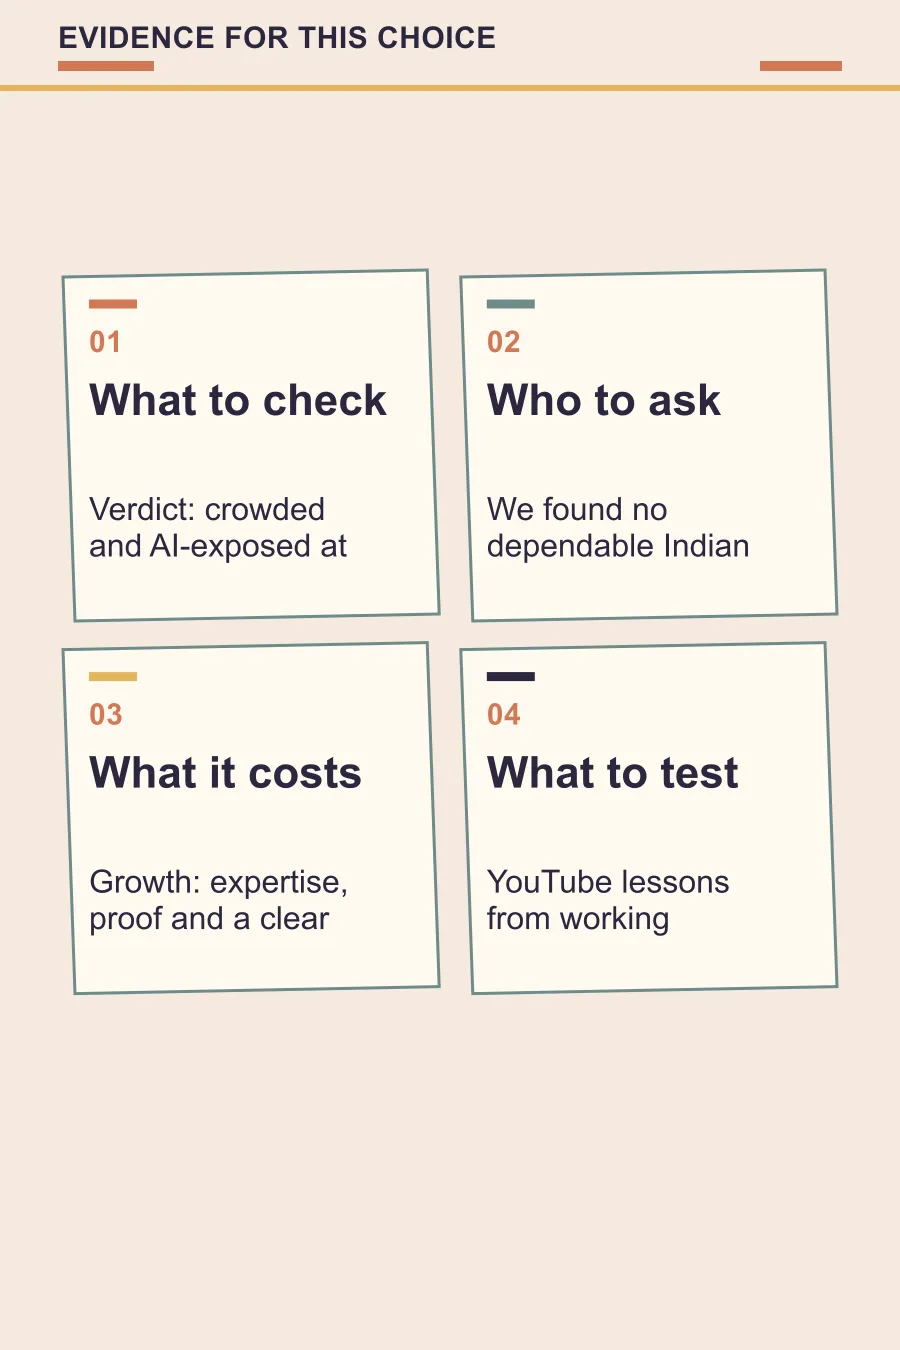 EVIDENCE FOR THIS CHOICE
01
What to check
Verdict: crowded
and AI-exposed at
02
Who to ask
We found no
dependable Indian
03
What it costs
Growth: expertise,
proof and a clear
04
What to test
YouTube lessons
from working